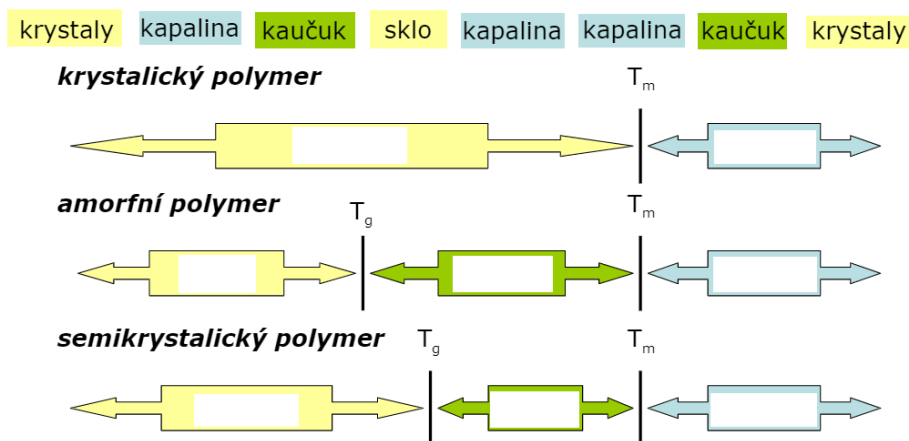 krystaly kapalina kaučuk sklo kapalina kapalina kaučuk krystaly
krystalický polymer
Tm
amorfní polymer
Tg Tm
semikrystalický polymer
Tg Tm